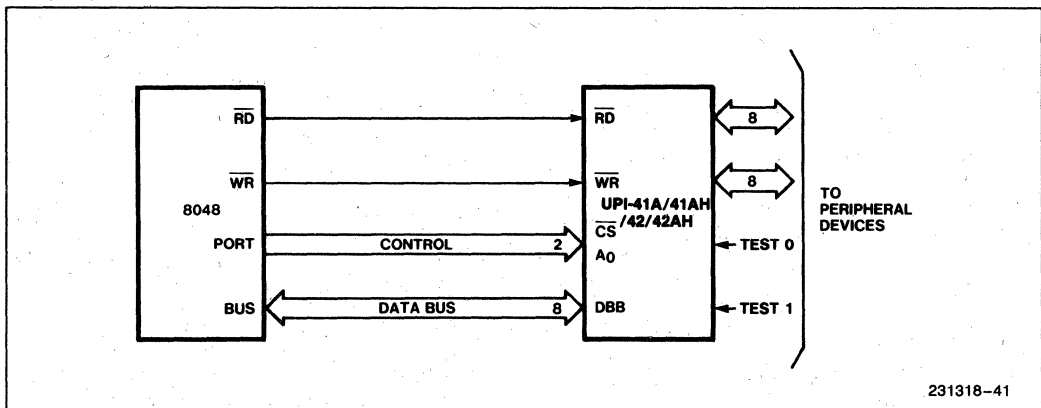 RD
WR
8048
PORT
BUS
CONTROL
2
DATA BUS
8
RD
WR
UPI-41A/41AH
/42/42AH
CS
A0
DBB
8
8
TEST 0
TEST 1
TO
PERIPHERAL
DEVICES
231318–41